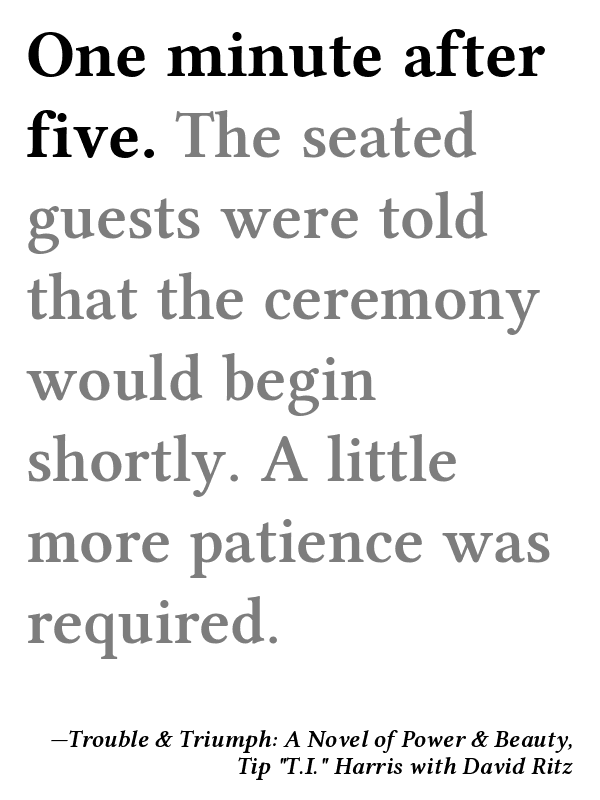 One minute after
five. The seated
guests were told
that the ceremony
would begin
shortly. A little
more patience was
required.
—Trouble & Triumph: A Novel of Power & Beauty,
Tip "T.I." Harris with David Ritz